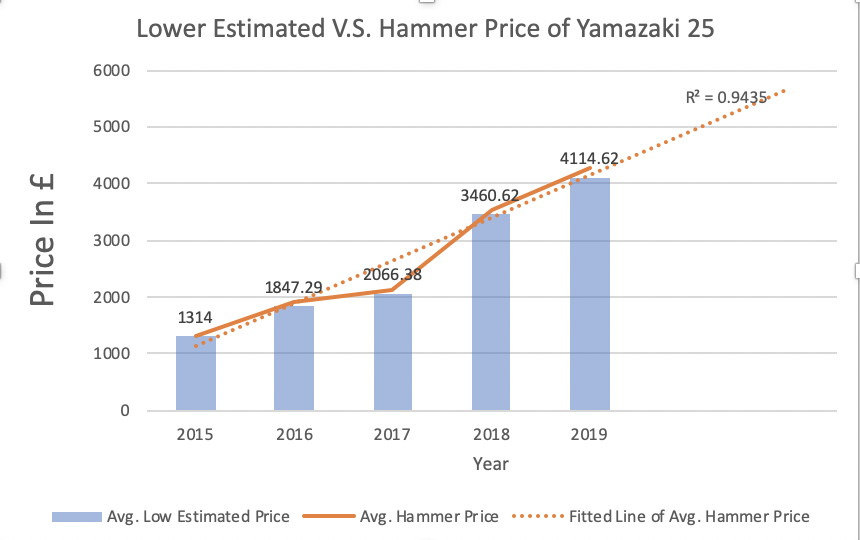 Lower Estimated V.S. Hammer Price of Yamazaki 25
Price In £
6000
5000
4000
3000
2000
1000
0
R² = 0.9435
1314
1847.29
2066.38
3460.62
4114.62
2015 2016 2017 2018 2019
Year
Avg. Low Estimated Price Avg. Hammer Price Fitted Line of Avg. Hammer Price